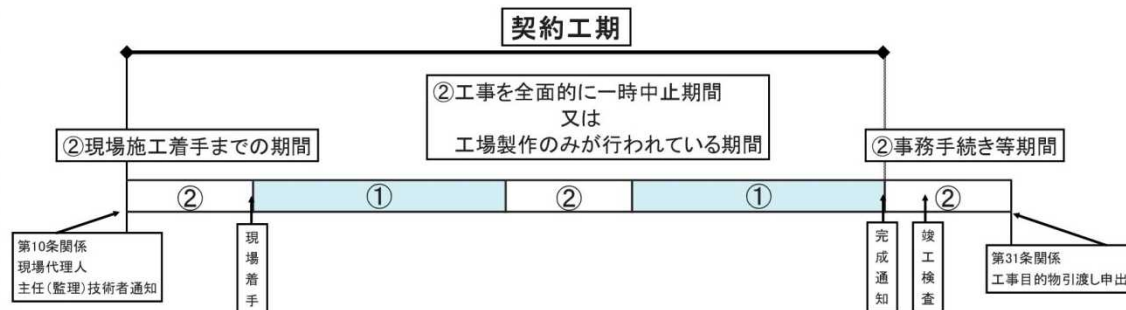 契約工期
②工事を全面的に一時中止期間
又は
工場製作のみが行われている期間
②現場施工着手までの期間
②事務手続き等期間
②
①
②
①
②
第10条関係
現場代理人
主任(監理)技術者通知
現場着手
完成通知
竣工検査
第31条関係
工事目的物引渡し申出